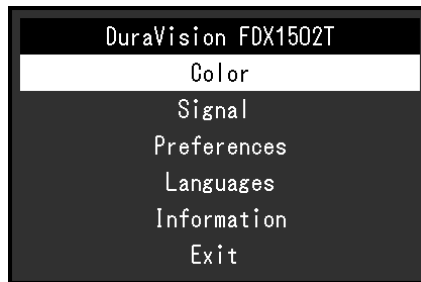 DuraVision FDX1502T
Color
Signal
Preferences
Languages
Information
Exit